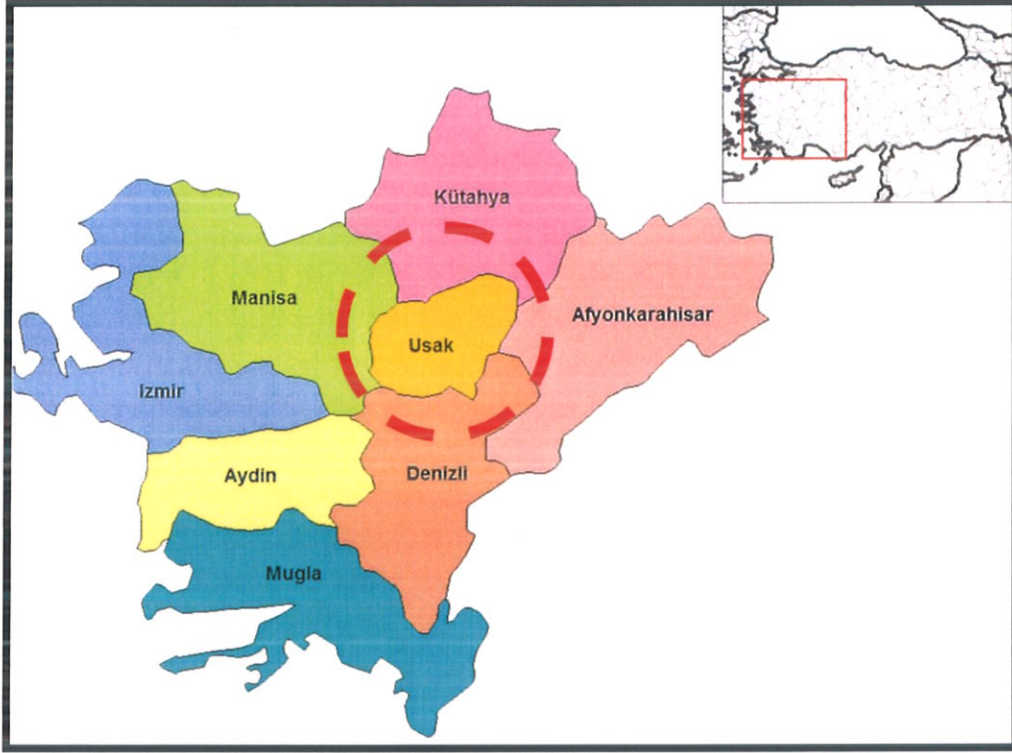 Kütahya
Manisa
Afyonkarahisar
Usak
Izmir
Aydin
Denizli
Mugla